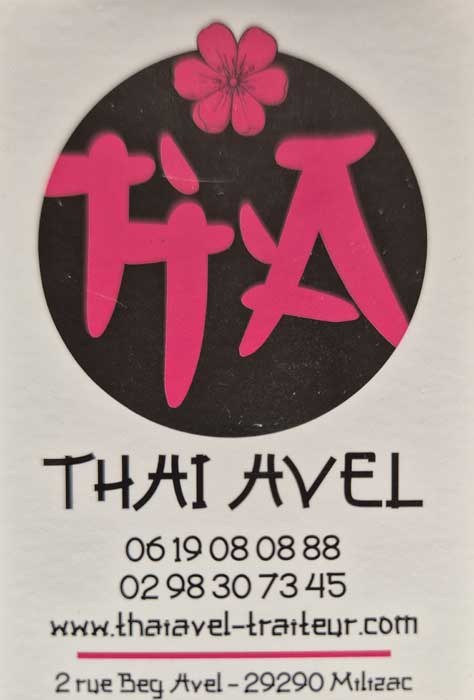 TA
THAI AVEL
06 19 08 08 88
02 98 30 73 45
www.thaiavel-traiteur.com
2 rue Beg Avel - 29290 Milizac